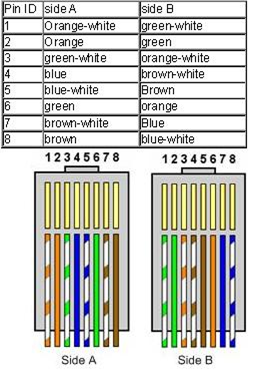 Pin ID side A side B
1 Orange-white green-white
2 Orange green
3 green-white orange-white
4 blue brown-white
5 blue-white Brown
6 green orange
7 brown-white Blue
8 brown blue-white
12345678 12345678
Side A Side B